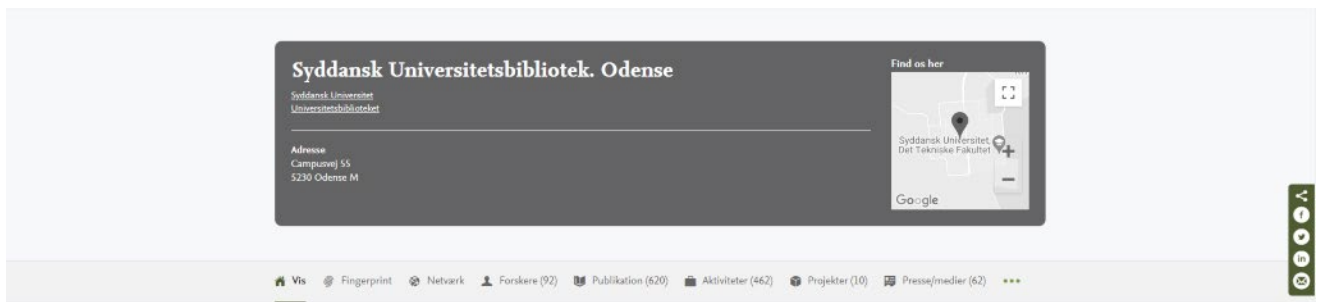 Syddansk Universitetsbibliotek. Odense
Syddansk Universitet
Universitetsbiblioteket
Adresse
Campusvej 55
5230 Odense M
Find os her
Syddansk Universitet,
Det Tekniske Fakultet
Google
Vis Fingerprint Netværk Forskere (92) Publikation (620) Aktiviteter (462) Projekter (10) Presse/medier (62)